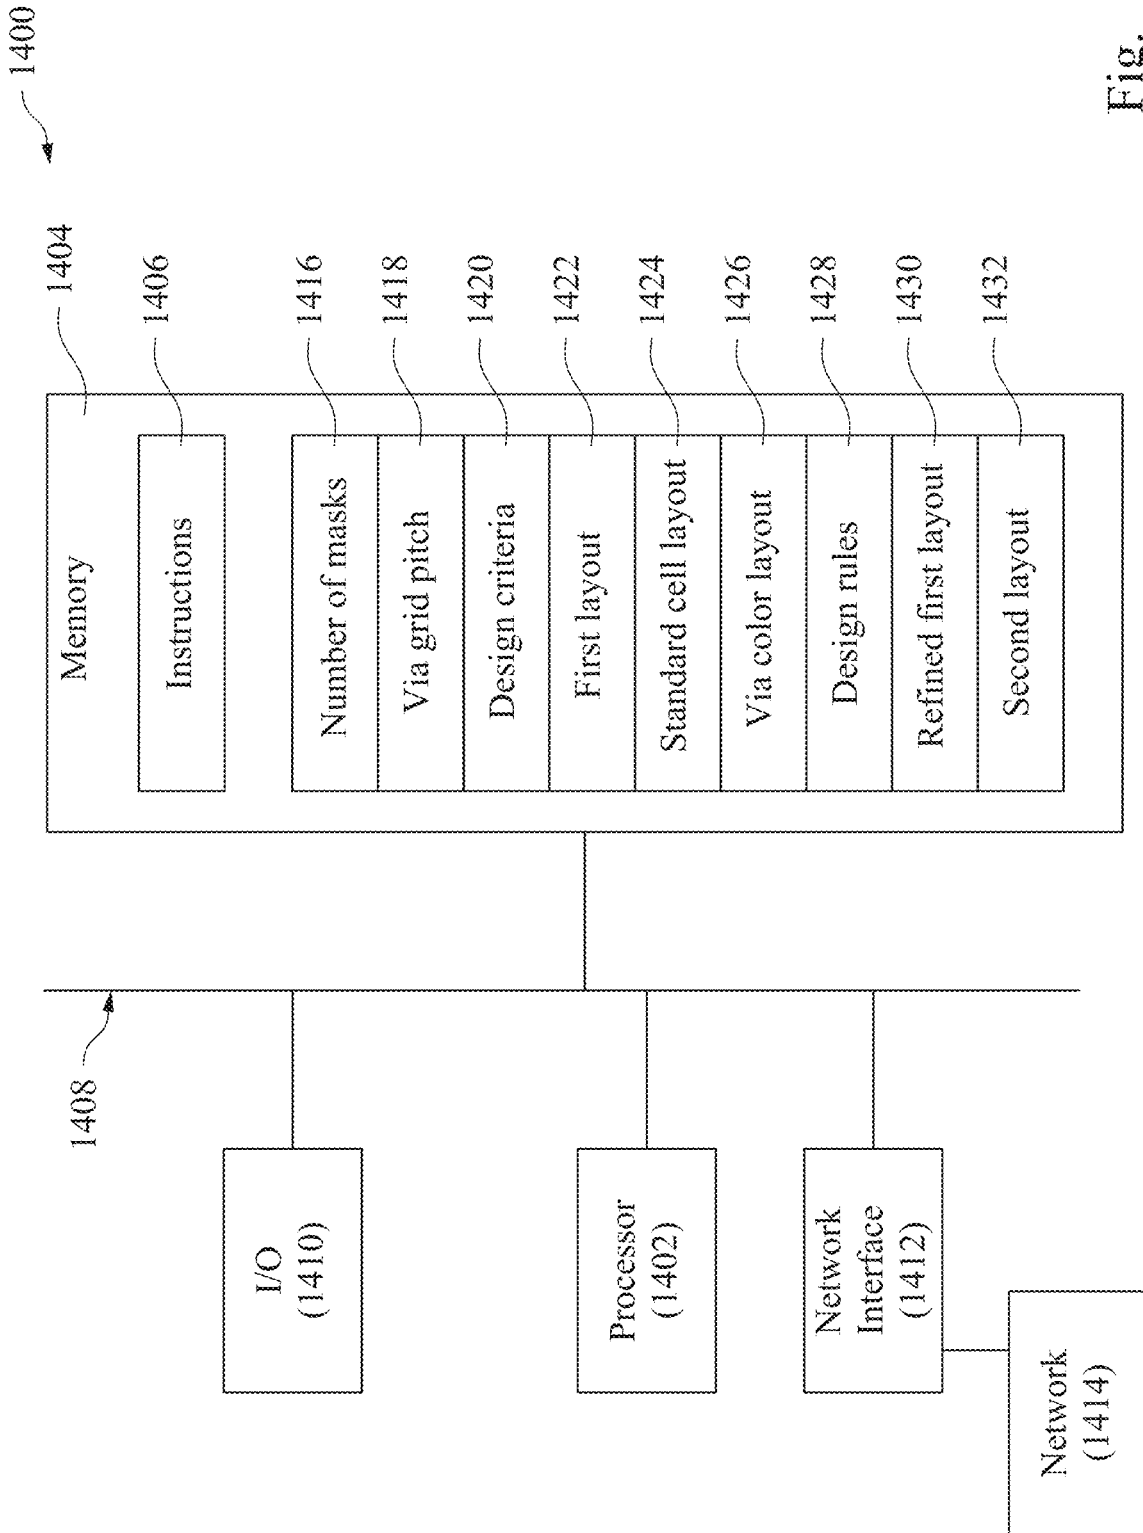 1400
1404
Memory
1406
Instructions
1416
Number of masks
1418
Via grid pitch
1420
Design criteria
1422
First layout
1424
Standard cell layout
1426
Via color layout
1428
Design rules
1430
Refined first layout
1432
Second layout
1408
I/O
(1410)
Processor
(1402)
Network
Interface
(1412)
Network
(1414)
Fig.